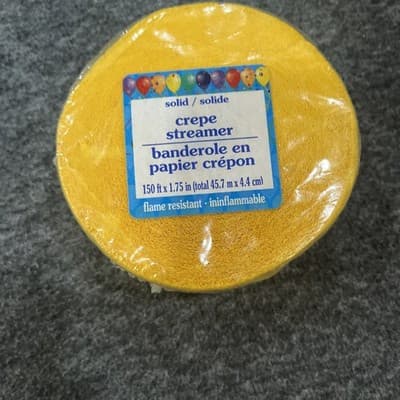 solid / solide
crepe
streamer
banderole en
papier crépon
150 ft x 1.75 in (total 45.7 m x 4.4 cm)
flame resistant · ininflammable